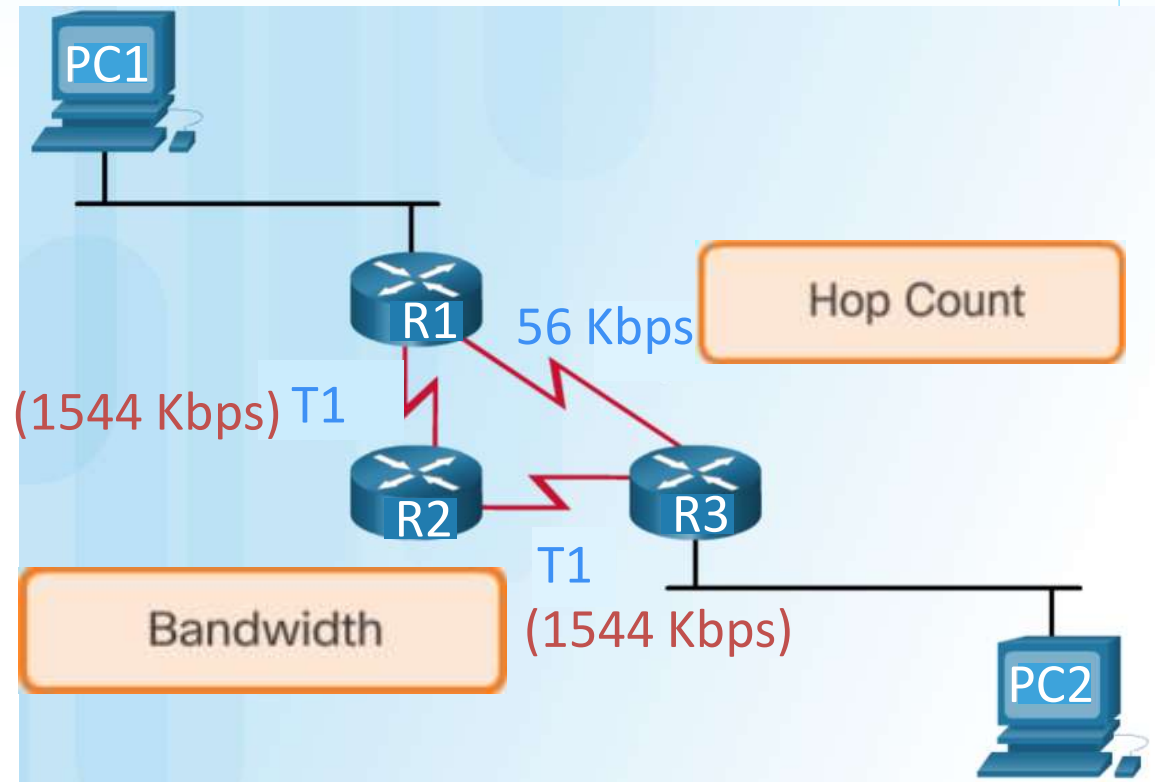 PC1
R1
56 Kbps
Hop Count
(1544 Kbps) T1
R2
R3
T1
Bandwidth
(1544 Kbps)
PC2